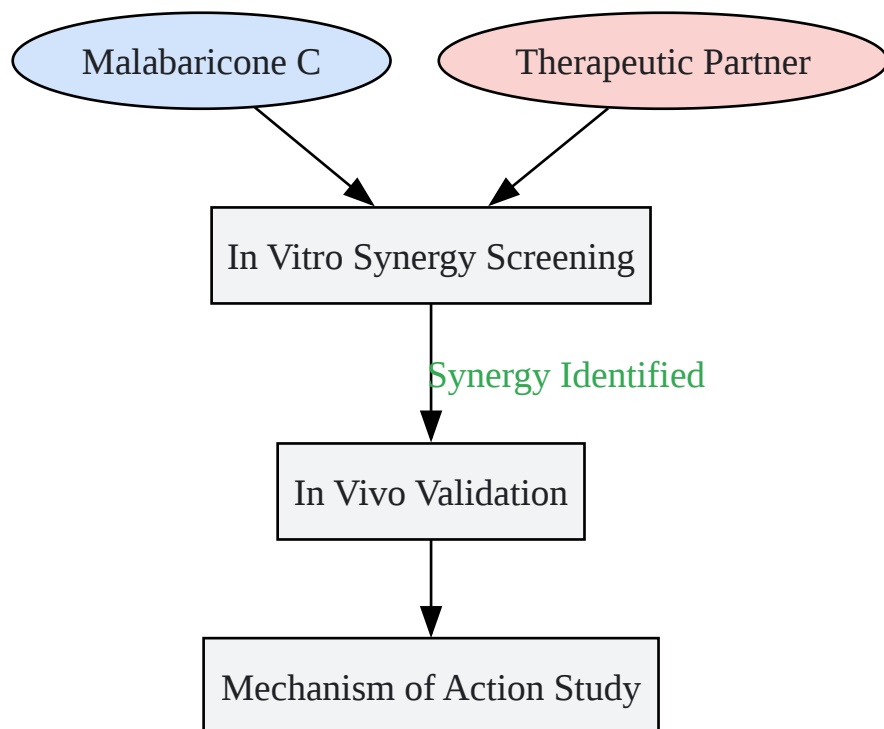 Malabaricone C
Therapeutic Partner
In Vitro Synergy Screening
Synergy Identified
In Vivo Validation
Mechanism of Action Study